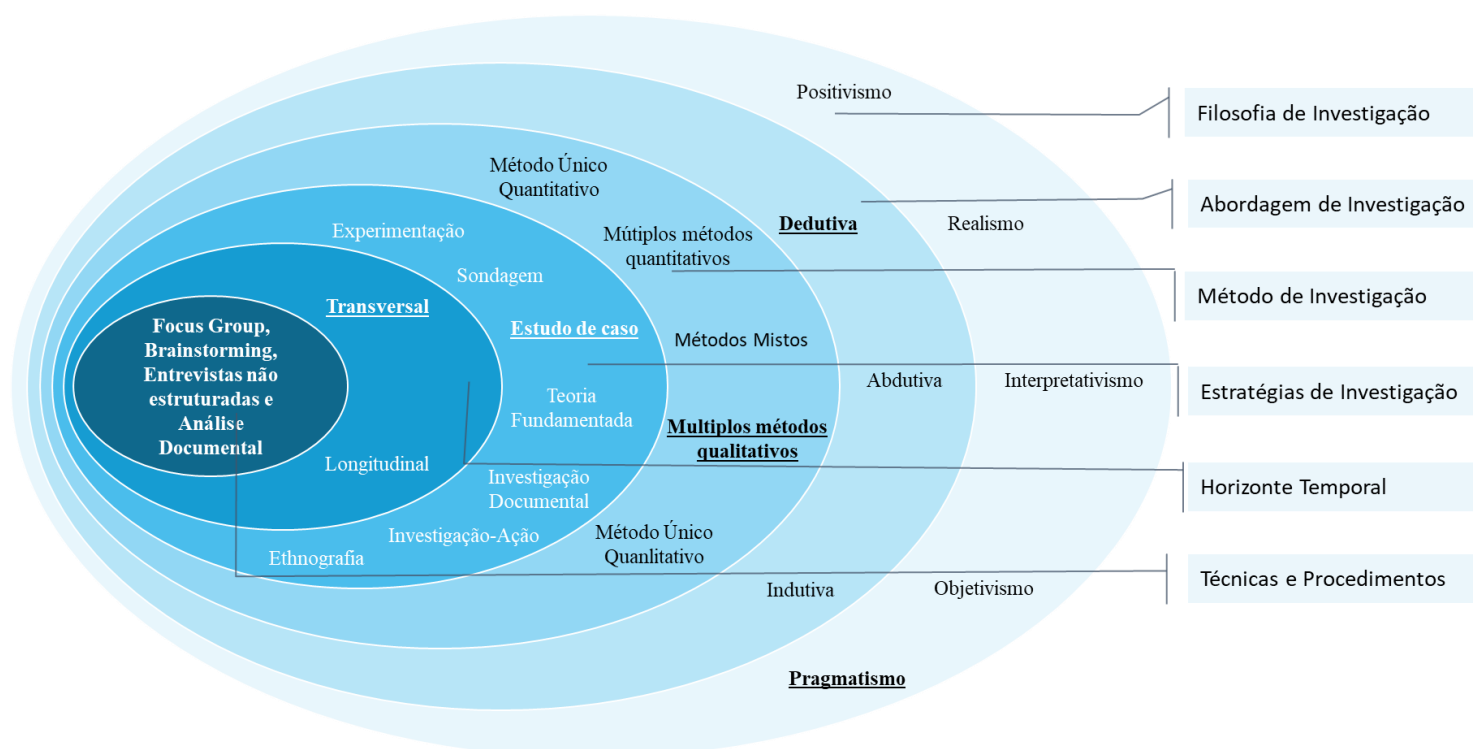 Positivismo
Filosofia de Investigação
Método Único
Quantitativo
Abordagem de Investigação
Dedutiva
Realismo
Experimentação
Mútiplos métodos
quantitativos
Sondagem
Método de Investigação
Transversal
Focus Group,
Brainstorming,
Entrevistas não
estruturadas e
Análise
Documental
Estudo de caso
Métodos Mistos
Abdutiva
Interpretativismo
Estratégias de Investigação
Teoria
Fundamentada
Multiplos métodos
qualitativos
Longitudinal
Investigação
Documental
Horizonte Temporal
Investigação-Ação
Método Único
Quanlitativo
Ethnografia
Indutiva
Objetivismo
Técnicas e Procedimentos
Pragmatismo